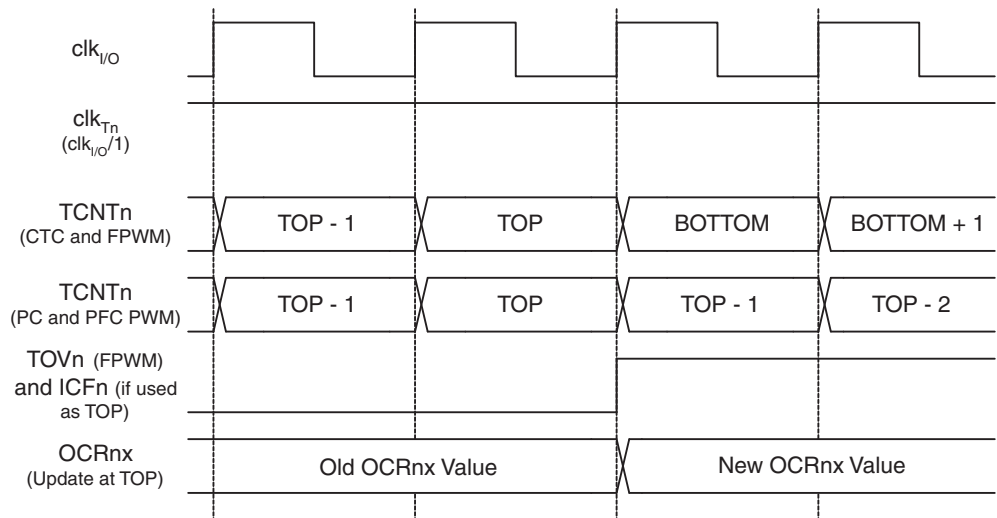 clkI/O
clkTn
(clkI/O/1)
TCNTn
(CTC and FPWM)
TOP - 1
TOP
BOTTOM
BOTTOM + 1
TCNTn
(PC and PFC PWM)
TOP - 1
TOP
TOP - 1
TOP - 2
TOVn (FPWM)
and ICFn (if used
as TOP)
OCRnx
(Update at TOP)
Old OCRnx Value
New OCRnx Value